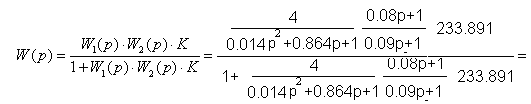 W(p) = \frac{W_1(p) \cdot W_2(p) \cdot K}{1+W_1(p) \cdot W_2(p) \cdot K} = \frac{\frac{4}{0.014p^2+0.864p+1} \frac{0.08p+1}{0.09p+1} 233.891}{1+ \frac{4}{0.014p^2+0.864p+1} \frac{0.08p+1}{0.09p+1} 233.891} =